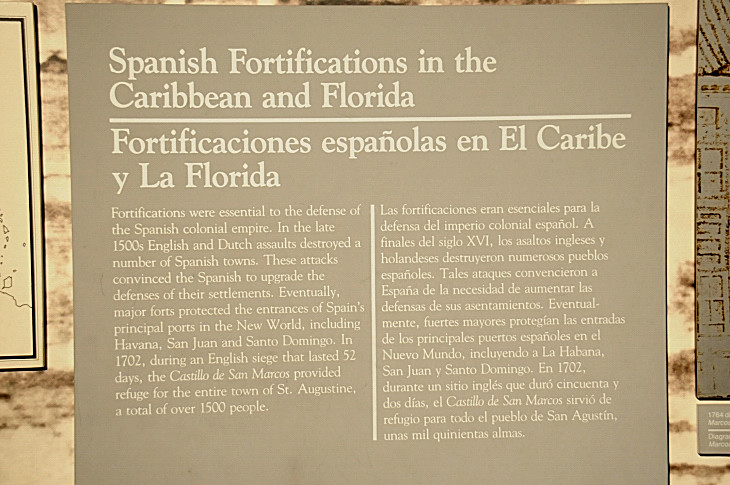 Spanish Fortifications in the
Caribbean and Florida
Fortificaciones españolas en El Caribe
y La Florida
Fortifications were essential to the defense of
the Spanish colonial empire. In the late
1500s English and Dutch assaults destroyed a
number of Spanish towns. These attacks
convinced the Spanish to upgrade the
defenses of their settlements. Eventually,
major forts protected the entrances of Spain's
principal ports in the New World, including
Havana, San Juan and Santo Domingo. In
1702, during an English siege that lasted 52
days, the Castillo de San Marcos provided
refuge for the entire town of St. Augustine,
a total of over 1500 people.
Las fortificaciones eran esenciales para la
defensa del imperio colonial español. A
finales del siglo XVI, los asaltos ingleses y
holandeses destruyeron numerosos pueblos
españoles. Tales ataques convencieron a
España de la necesidad de aumentar las
defensas de sus asentamientos. Eventual-
mente, fuertes mayores protegían las entradas
de los principales puertos españoles en el
Nuevo Mundo, incluyendo a La Habana,
San Juan y Santo Domingo. En 1702,
durante un sitio inglés que duró cincuenta y
dos días, el Castillo de San Marcos sirvió de
refugio para todo el pueblo de San Agustín,
unas mil quinientas almas.
1764